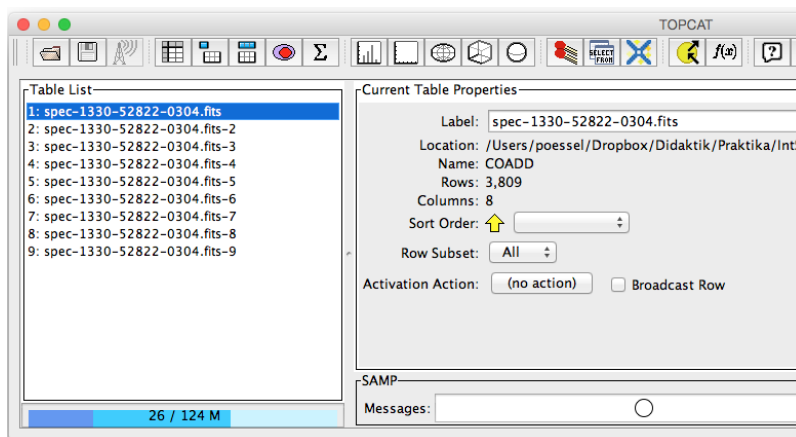 TOPCAT
Σ
SELECT
FROM
f(x)
?
Table List
1: spec-1330-52822-0304.fits
2: spec-1330-52822-0304.fits-2
3: spec-1330-52822-0304.fits-3
4: spec-1330-52822-0304.fits-4
5: spec-1330-52822-0304.fits-5
6: spec-1330-52822-0304.fits-6
7: spec-1330-52822-0304.fits-7
8: spec-1330-52822-0304.fits-8
9: spec-1330-52822-0304.fits-9
26 / 124 M
Current Table Properties
Label: spec-1330-52822-0304.fits
Location: /Users/poessel/Dropbox/Didaktik/Praktika/Int
Name: COADD
Rows: 3,809
Columns: 8
Sort Order:
Row Subset: All
Activation Action: (no action) Broadcast Row
SAMP
Messages: